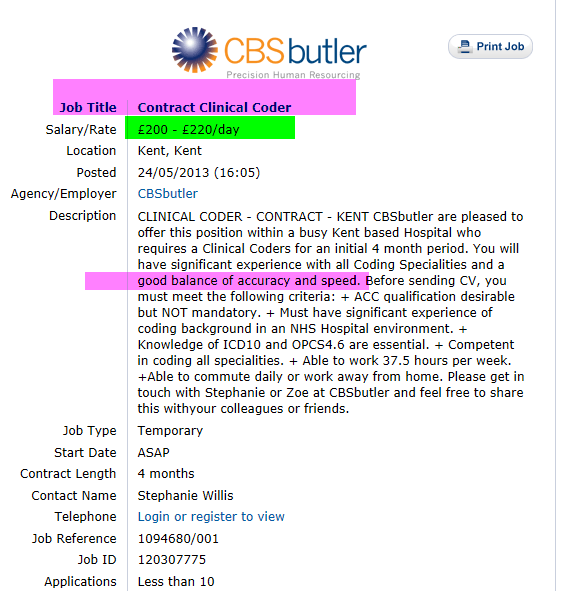 CBSbutler
Precision Human Resourcing
Print Job
Job Title Contract Clinical Coder
Salary/Rate £200 - £220/day
Location Kent, Kent
Posted 24/05/2013 (16:05)
Agency/Employer CBSbutler
Description CLINICAL CODER - CONTRACT - KENT CBSbutler are pleased to
offer this position within a busy Kent based Hospital who
requires a Clinical Coders for an initial 4 month period. You will
have significant experience with all Coding Specialities and a
good balance of accuracy and speed. Before sending CV, you
must meet the following criteria: + ACC qualification desirable
but NOT mandatory. + Must have significant experience of
coding background in an NHS Hospital environment. +
Knowledge of ICD10 and OPCS4.6 are essential. + Competent
in coding all specialities. + Able to work 37.5 hours per week.
+Able to commute daily or work away from home. Please get in
touch with Stephanie or Zoe at CBSbutler and feel free to share
this withyour colleagues or friends.
Job Type Temporary
Start Date ASAP
Contract Length 4 months
Contact Name Stephanie Willis
Telephone Login or register to view
Job Reference 1094680/001
Job ID 120307775
Applications Less than 10